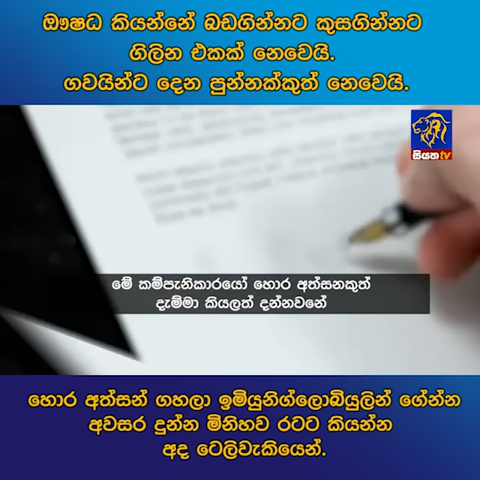 ඖෂධ කියන්නේ බඩගින්නට කුසගින්නට
ගිලින එකක් නෙවෙයි.
ගවයින්ට දෙන පුන්නක්කුත් නෙවෙයි.
සියත tv
මේ කම්පැනිකාරයෝ හොර අත්සනකුත්
දැම්මා කියලත් දන්නවනේ
හොර අත්සන් ගහලා ඉමියුනිග්ලොබියුලින් ගේන්න
අවසර දුන්න මිනිහව රටට කියන්න
අද ටෙලිවැකියෙන්.